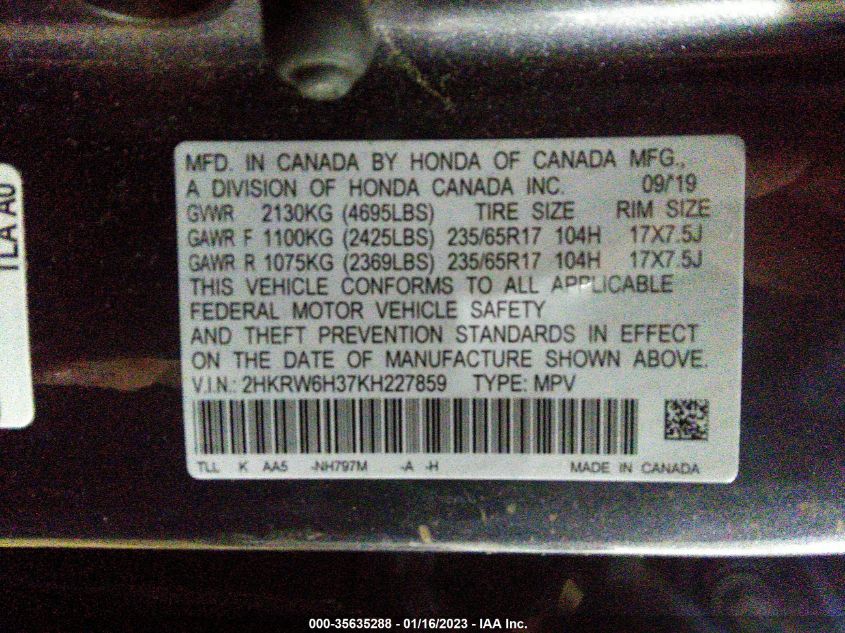 TLA A0
MFD. IN CANADA BY HONDA OF CANADA MFG.,
A DIVISION OF HONDA CANADA INC. 09/19
GVWR 2130KG (4695LBS) TIRE SIZE RIM SIZE
GAWR F 1100KG (2425LBS) 235/65R17 104H 17X7.5J
GAWR R 1075KG (2369LBS) 235/65R17 104H 17X7.5J
THIS VEHICLE CONFORMS TO ALL APPLICABLE
FEDERAL MOTOR VEHICLE SAFETY
AND THEFT PREVENTION STANDARDS IN EFFECT
ON THE DATE OF MANUFACTURE SHOWN ABOVE.
V.I.N.: 2HKRW6H37KH227859 TYPE: MPV
TLL K AA5 -NH797M -A -H MADE IN CANADA
000-35635288 - 01/16/2023 - IAA Inc.